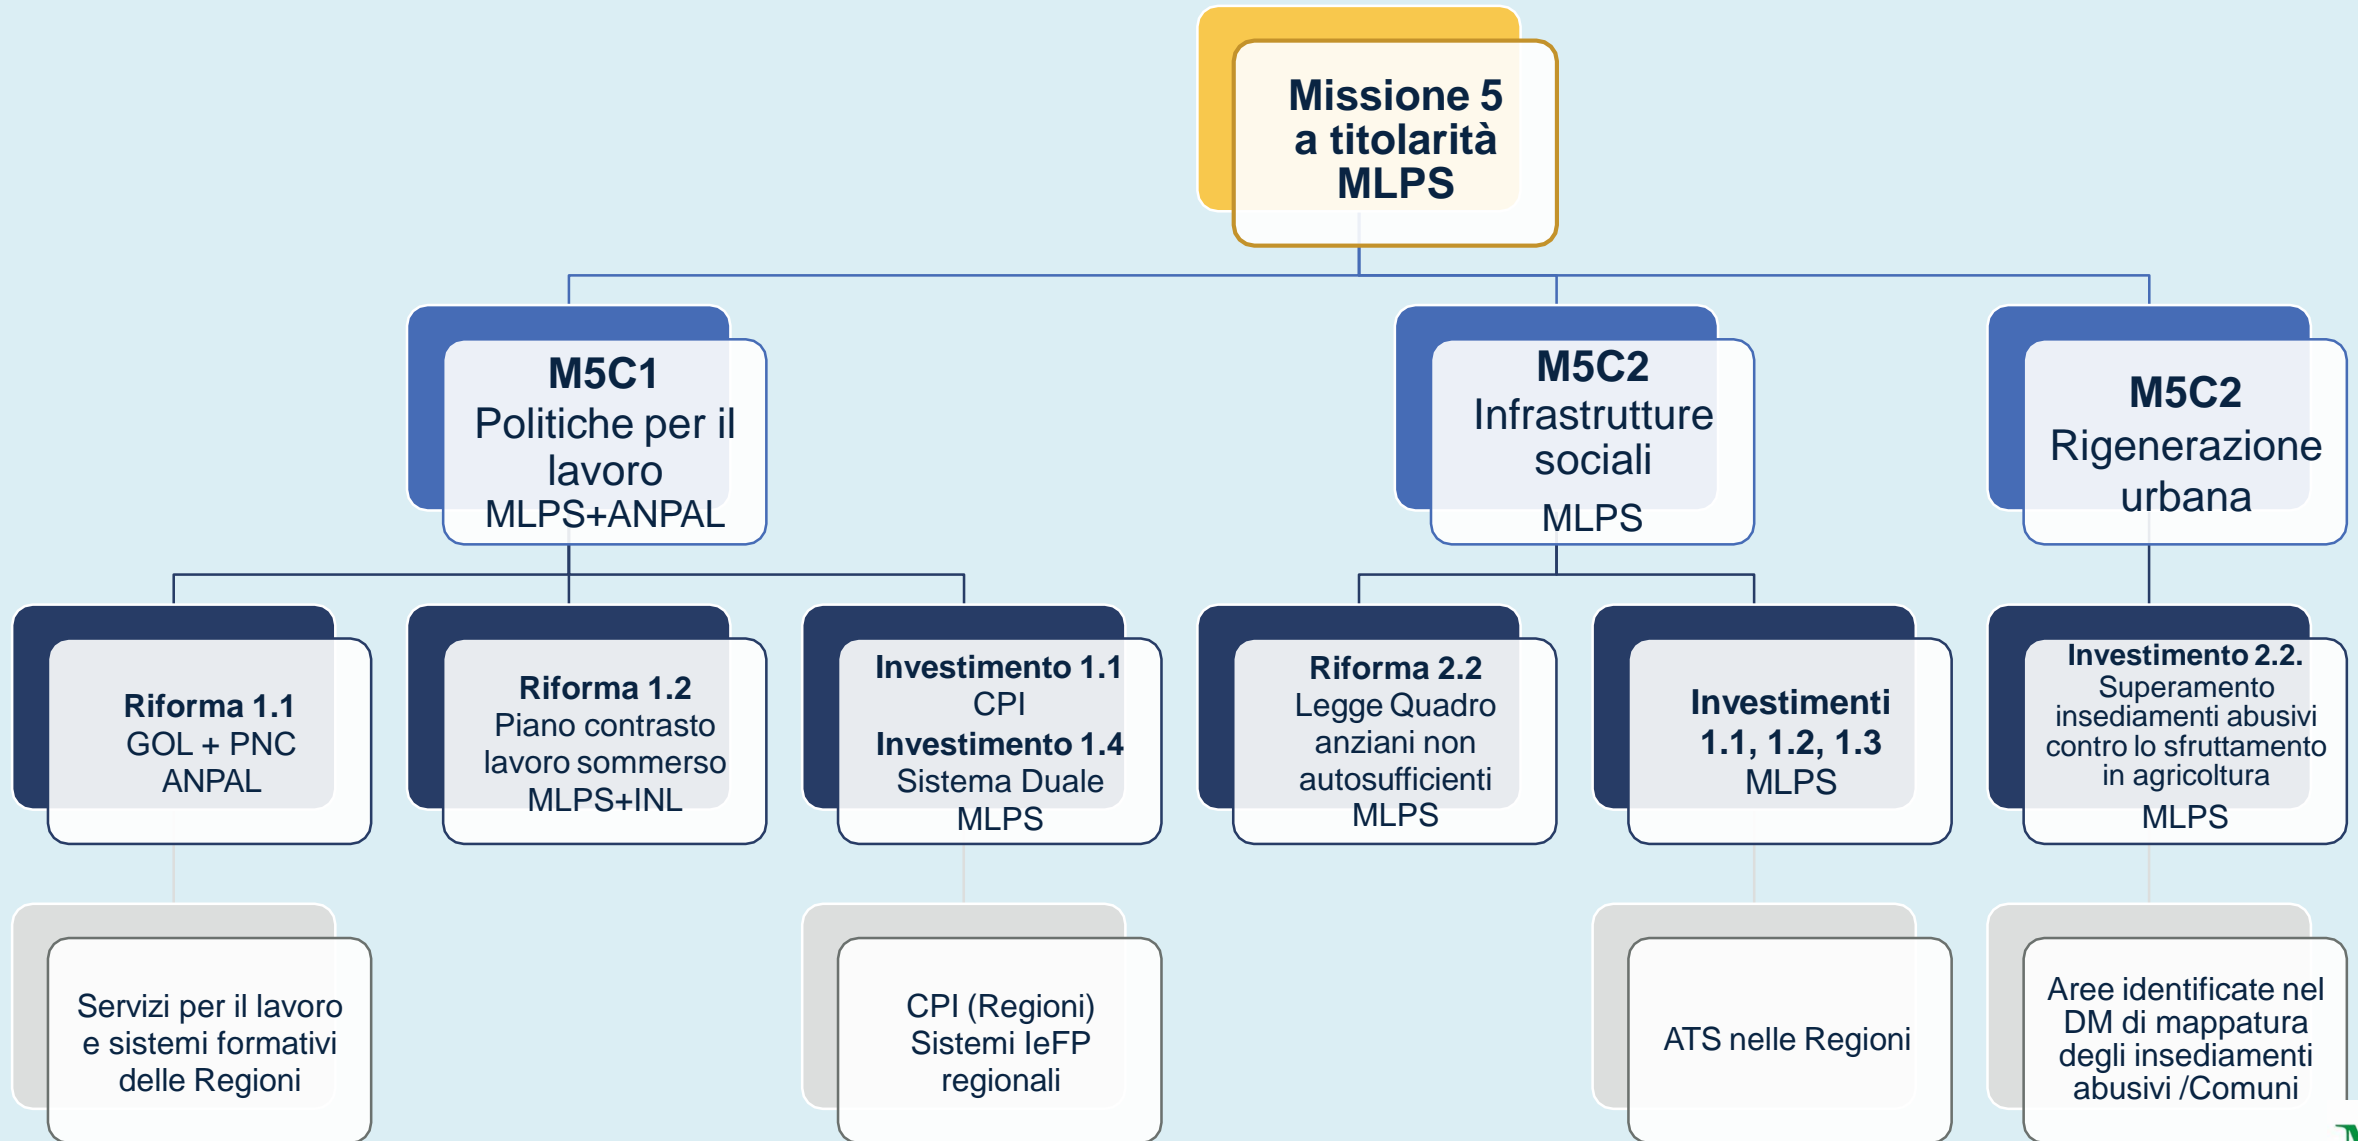 Missione 5
a titolarità
MLPS
M5C1
Politiche per il
lavoro
MLPS+ANPAL
M5C2
Infrastrutture
sociali
MLPS
M5C2
Rigenerazione
urbana
Riforma 1.1
GOL + PNC
ANPAL
Riforma 1.2
Piano contrasto
lavoro sommerso
MLPS+INL
Investimento 1.1
CPI
Investimento 1.4
Sistema Duale
MLPS
Riforma 2.2
Legge Quadro
anziani non
autosufficienti
MLPS
Investimenti
1.1, 1.2, 1.3
MLPS
Investimento 2.2.
Superamento
insediamenti abusivi
contro lo sfruttamento
in agricoltura
MLPS
Servizi per il lavoro
e sistemi formativi
delle Regioni
CPI (Regioni)
Sistemi IeFP
regionali
ATS nelle Regioni
Aree identificate nel
DM di mappatura
degli insediamenti
abusivi /Comuni